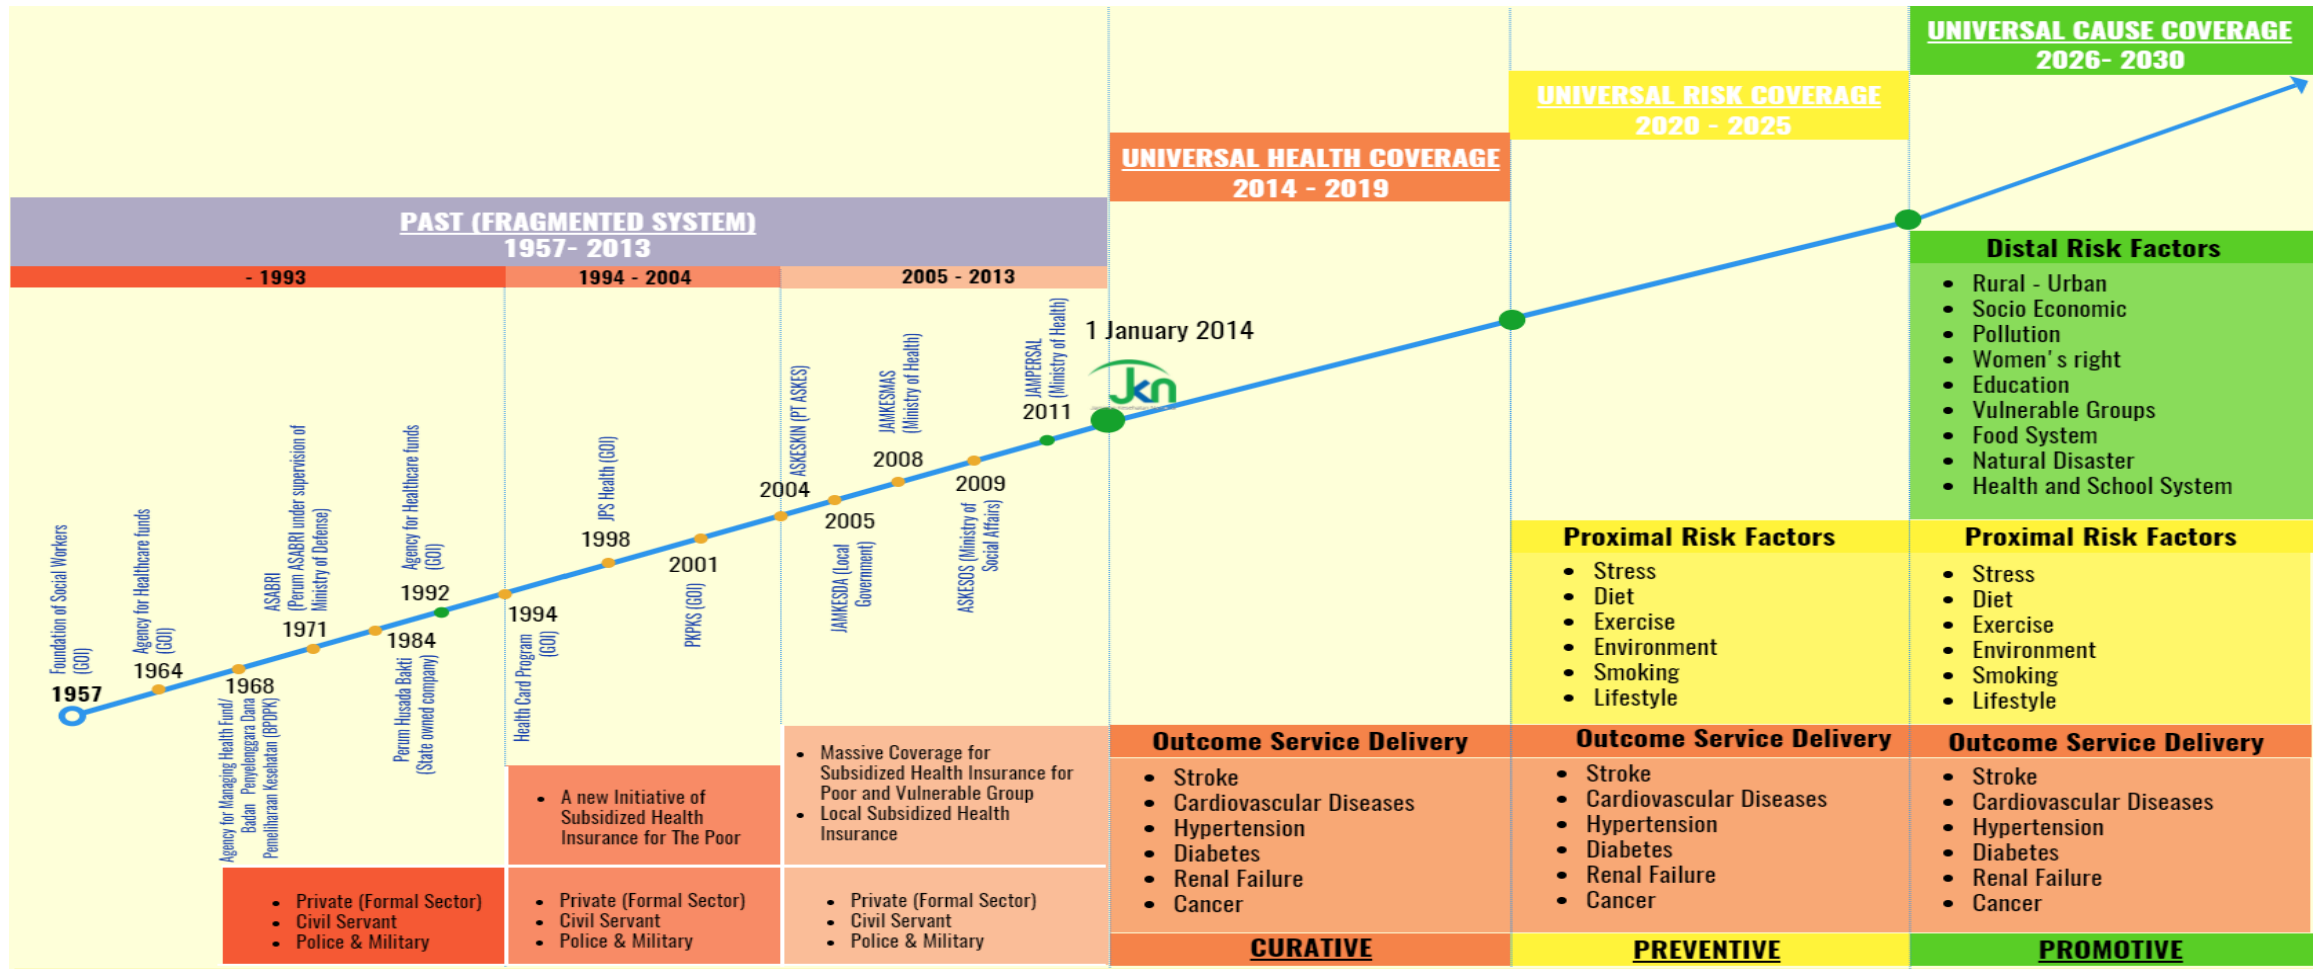 UNIVERSAL CAUSE COVERAGE
2026- 2030
UNIVERSAL RISK COVERAGE
2020 - 2025
UNIVERSAL HEALTH COVERAGE
2014 - 2019
PAST (FRAGMENTED SYSTEM)
1957- 2013
- 1993
1994 - 2004
2005 - 2013
Foundation of Social Workers
(GOI)
1957
Agency for Healthcare funds
(GOI)
1964
1968
Agency for Managing Health Fund/
Badan Penyelenggara Dana
Pemeliharaan Kesehatan (BPDPK)
ASABRI
(Perum ASABRI under supervision of
Ministry of Defense)
1971
1984
Perum Husada Bakti
(State owned company)
Agency for Healthcare funds
(GOI)
1992
1994
Health Card Program
(GOI)
JPS Health (GOI)
1998
2001
PKPKS (GOI)
ASKESKIN (PT ASKES)
2004
2005
JAMKESDA (Local
Government)
JAMKESMAS
(Ministry of Health)
2008
2009
ASKESOS (Ministry of
Social Affairs)
JAMPERSAL
(Ministry of Health)
2011
1 January 2014
Jkn
A new Initiative of
Subsidized Health
Insurance for The Poor
Massive Coverage for
Subsidized Health Insurance for
Poor and Vulnerable Group
Local Subsidized Health
Insurance
Private (Formal Sector)
Civil Servant
Police & Military
Private (Formal Sector)
Civil Servant
Police & Military
Private (Formal Sector)
Civil Servant
Police & Military
Outcome Service Delivery
Stroke
Cardiovascular Diseases
Hypertension
Diabetes
Renal Failure
Cancer
CURATIVE
Proximal Risk Factors
Stress
Diet
Exercise
Environment
Smoking
Lifestyle
Outcome Service Delivery
Stroke
Cardiovascular Diseases
Hypertension
Diabetes
Renal Failure
Cancer
PREVENTIVE
Distal Risk Factors
Rural - Urban
Socio Economic
Pollution
Women's right
Education
Vulnerable Groups
Food System
Natural Disaster
Health and School System
Proximal Risk Factors
Stress
Diet
Exercise
Environment
Smoking
Lifestyle
Outcome Service Delivery
Stroke
Cardiovascular Diseases
Hypertension
Diabetes
Renal Failure
Cancer
PROMOTIVE